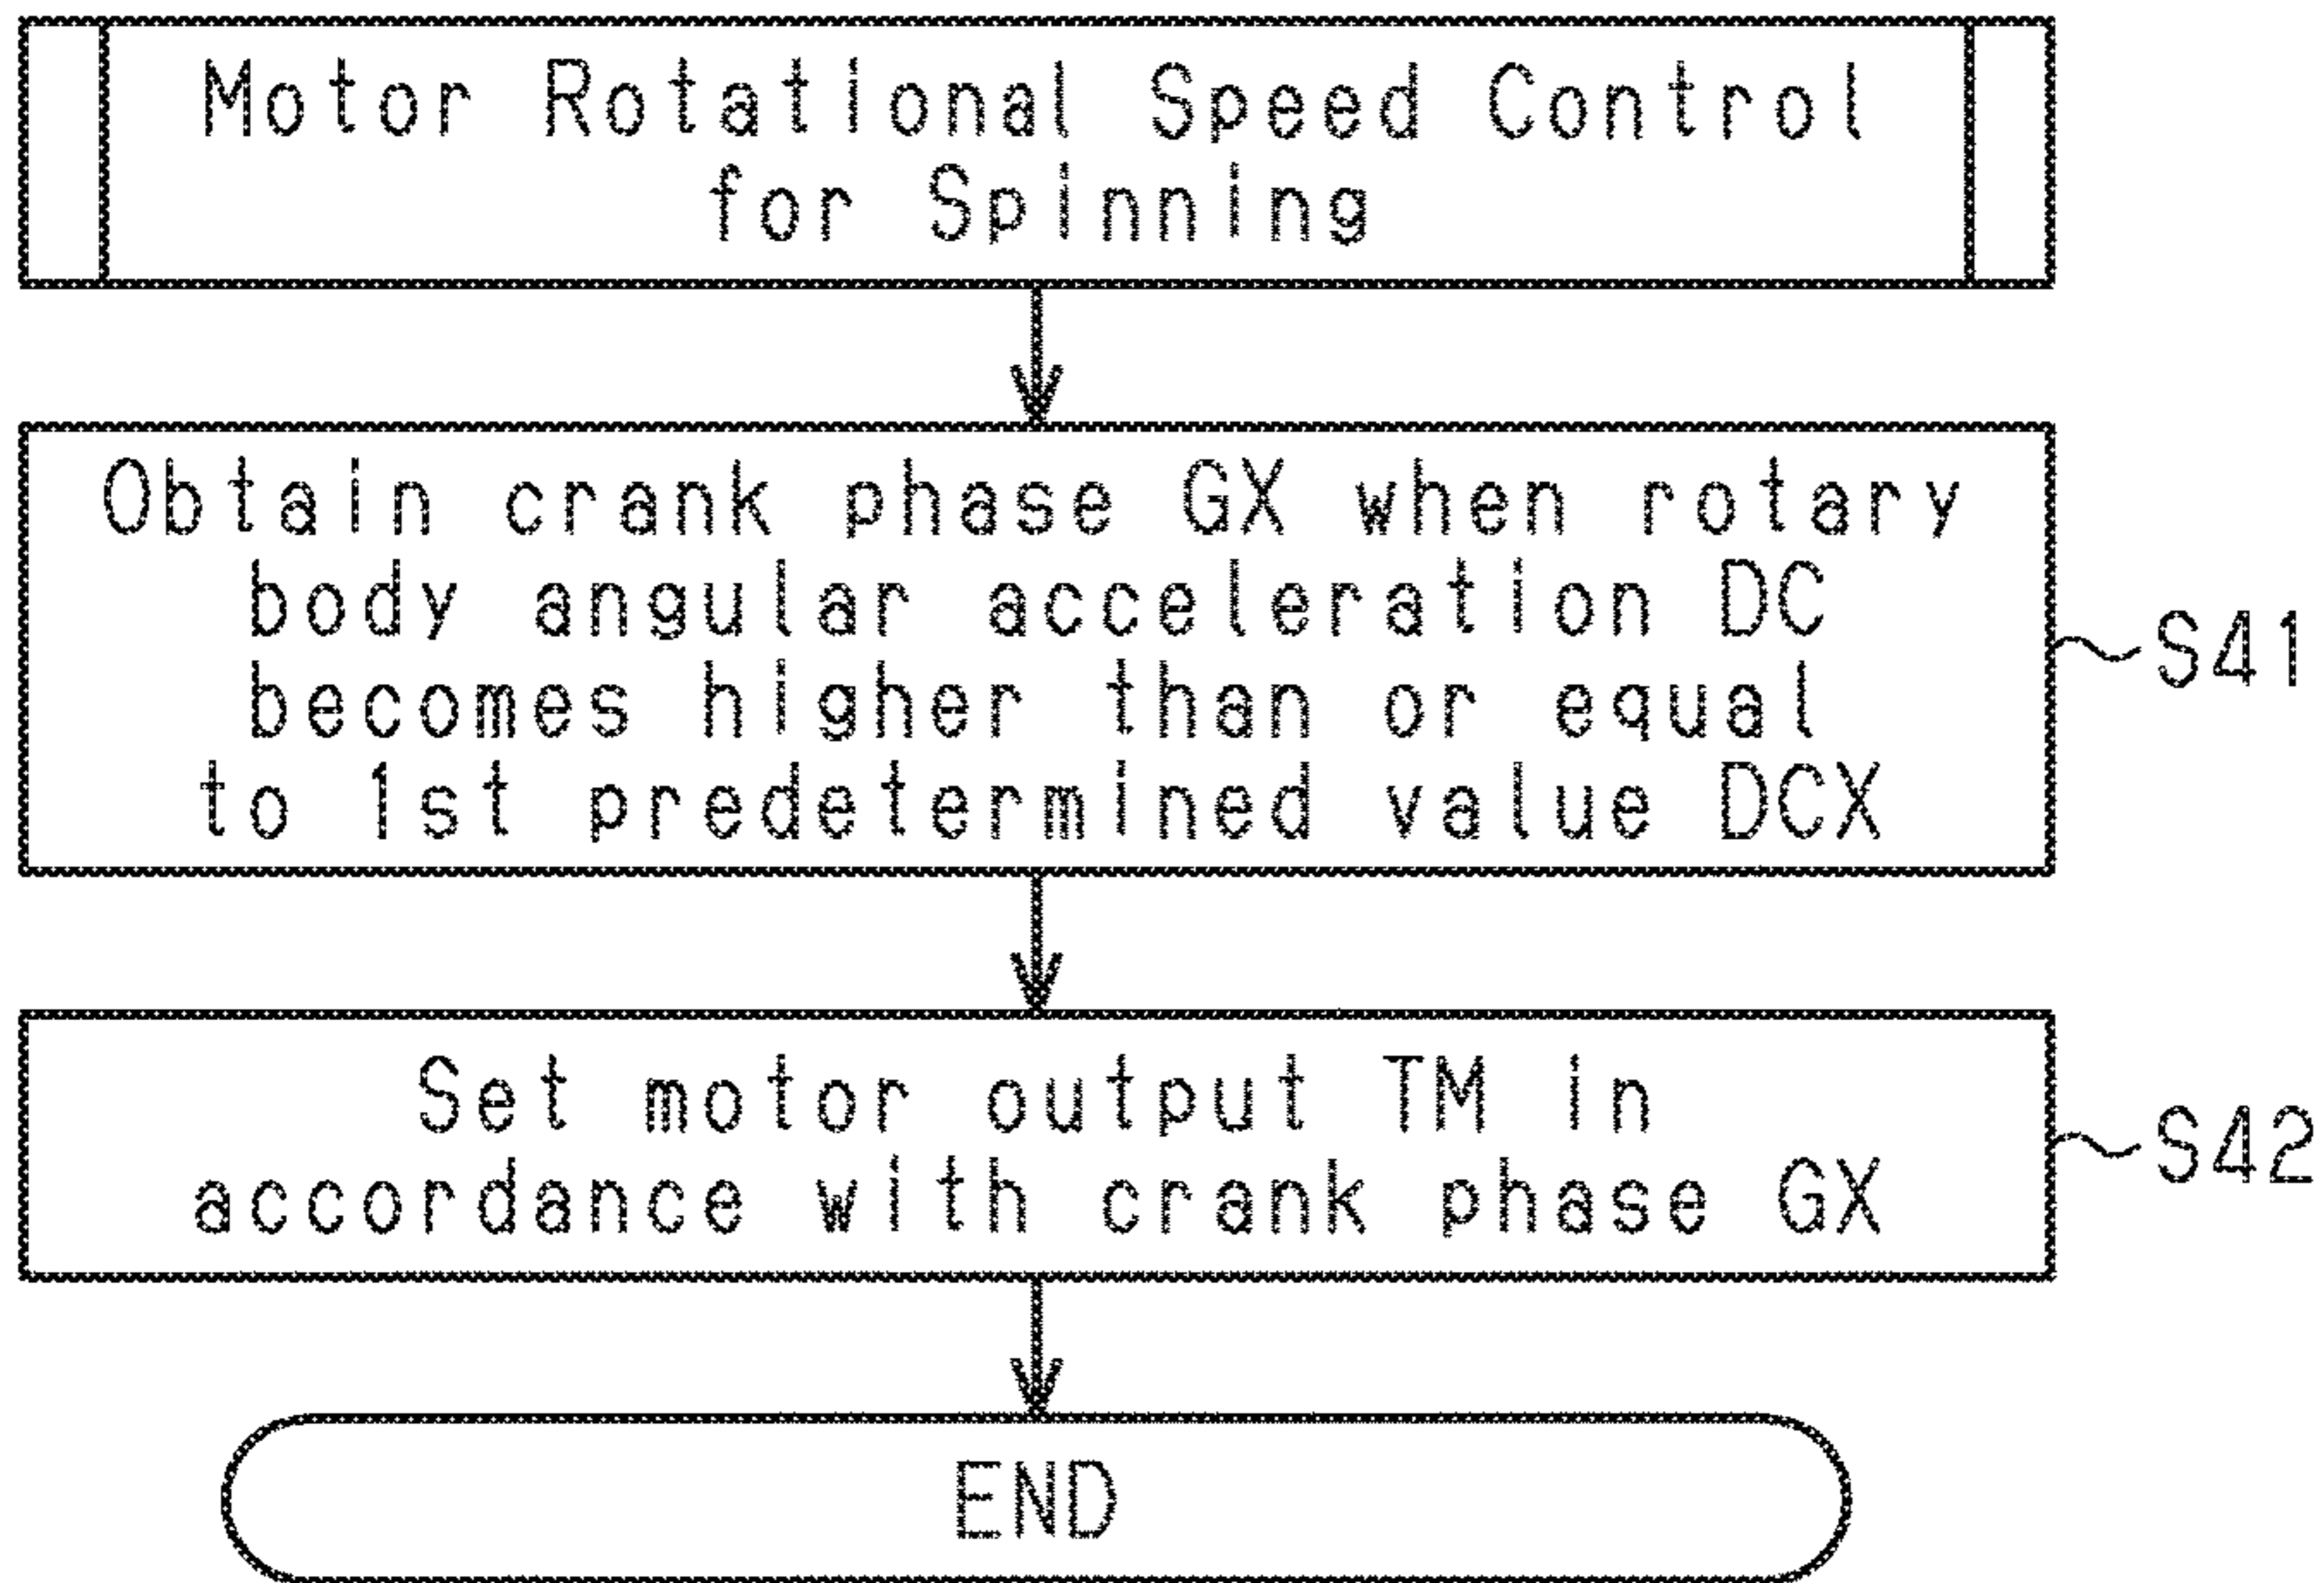 Motor Rotational Speed Control
for Spinning
Obtain crank phase GX when rotary
body angular acceleration DC
becomes higher than or equal
to 1st predetermined value DCX
S41
Set motor output TM in
accordance with crank phase GX
S42
END